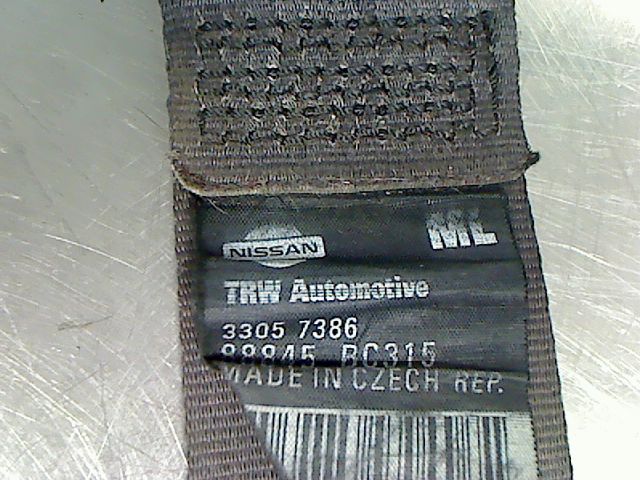 ML
NISSAN
TRW Automotive
3305 7386
88845 BC315
MADE IN CZECH REP.